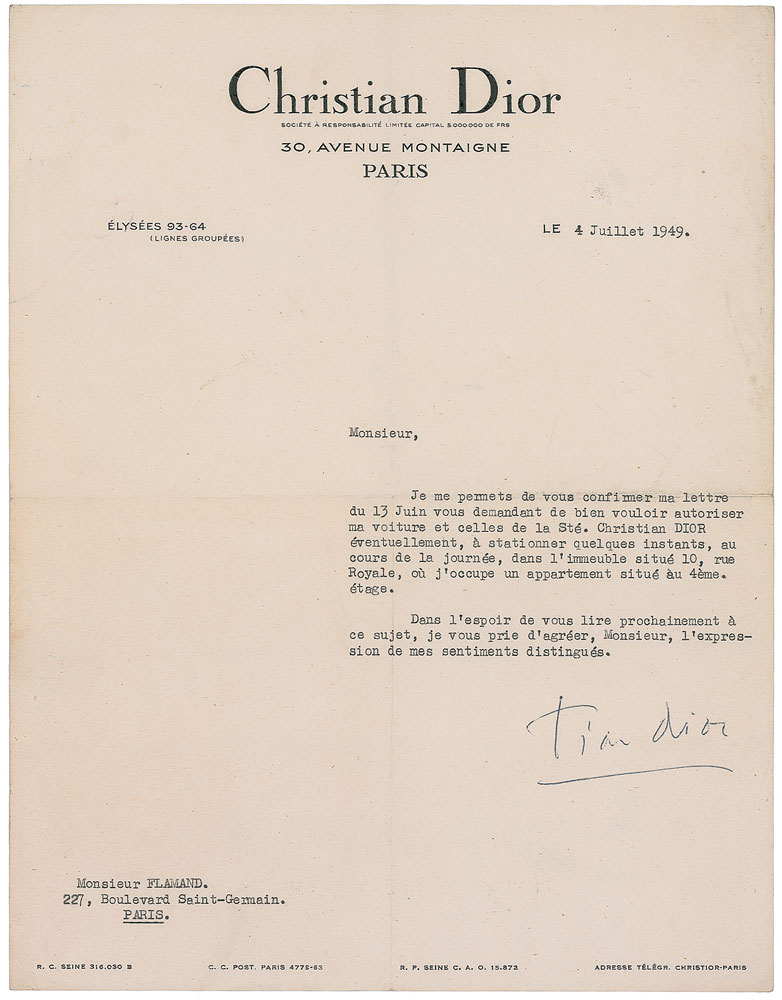 Christian Dior
SOCIÉTÉ À RESPONSABILITÉ LIMITÉE CAPITAL 5.000.000 DE FRS
30, AVENUE MONTAIGNE
PARIS
ÉLYSÉES 93-64
(LIGNES GROUPÉES)
LE 4 Juillet 1949.
Monsieur,
Je me permets de vous confirmer ma lettre
du 13 Juin vous demandant de bien vouloir autoriser
ma voiture et celles de la Sté. Christian DIOR
éventuellement, à stationner quelques instants, au
cours de la journée, dans l'immeuble situé 10, rue
Royale, où j'occupe un appartement situé au 4ème.
étage.
Dans l'espoir de vous lire prochainement à
ce sujet, je vous prie d'agréer, Monsieur, l'expres-
sion de mes sentiments distingués.
Tian dior
Monsieur FLAMAND.
227, Boulevard Saint-Germain.
PARIS.
R. C. SEINE 316.030 B
C. C. POST. PARIS 4779-63
R. P. SEINE C. A. O. 15.872
ADRESSE TÉLÉGR. CHRISTIOR-PARIS